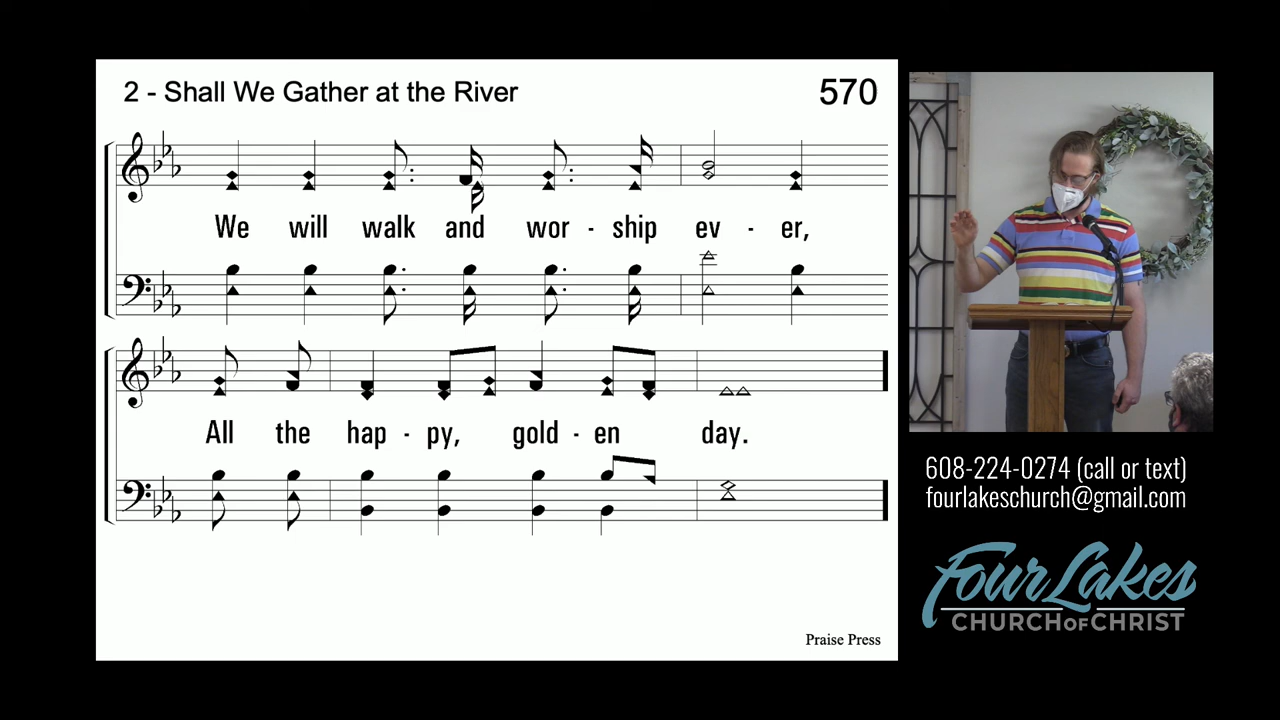 2 - Shall We Gather at the River
570
We will walk and wor - ship ev - er,
All the hap - py, gold - en day.
Praise Press
608-224-0274 (call or text)
fourlakeschurch@gmail.com
Four Lakes
CHURCH OF CHRIST